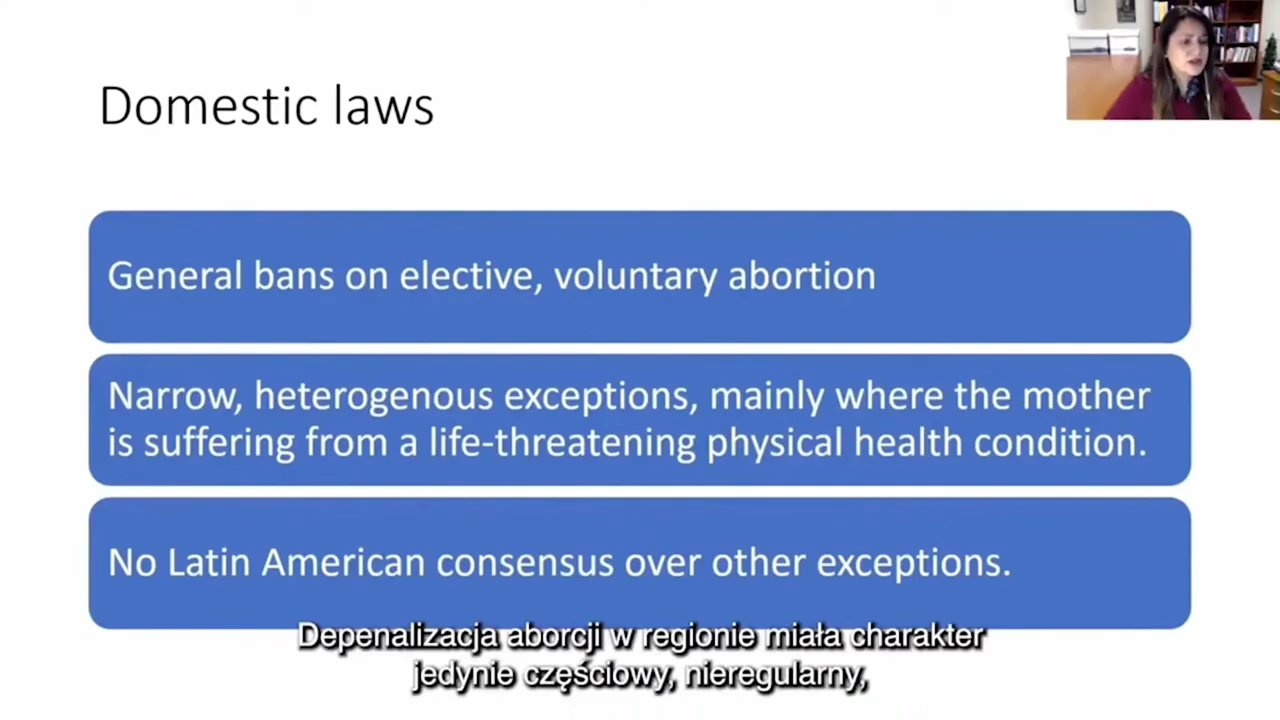 Domestic laws
General bans on elective, voluntary abortion
Narrow, heterogenous exceptions, mainly where the mother
is suffering from a life-threatening physical health condition.
No Latin American consensus over other exceptions.
Depenalizacja aborcji w regionie miała charakter
jedynie częściowy, nieregularny,